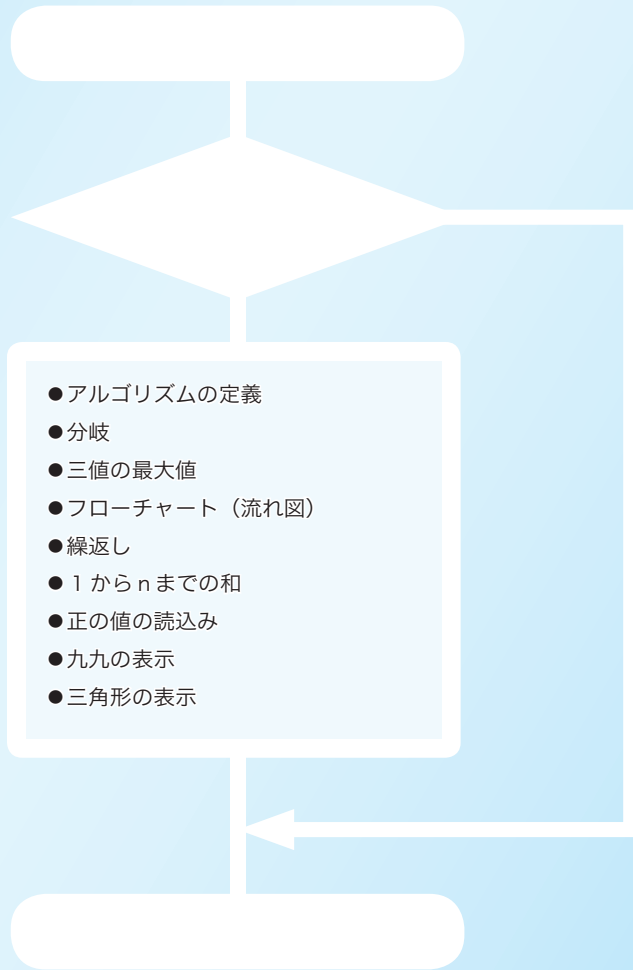 ●アルゴリズムの定義
●分岐
●三値の最大値
●フローチャート（流れ図）
●繰返し
●１からｎまでの和
●正の値の読込み
●九九の表示
●三角形の表示